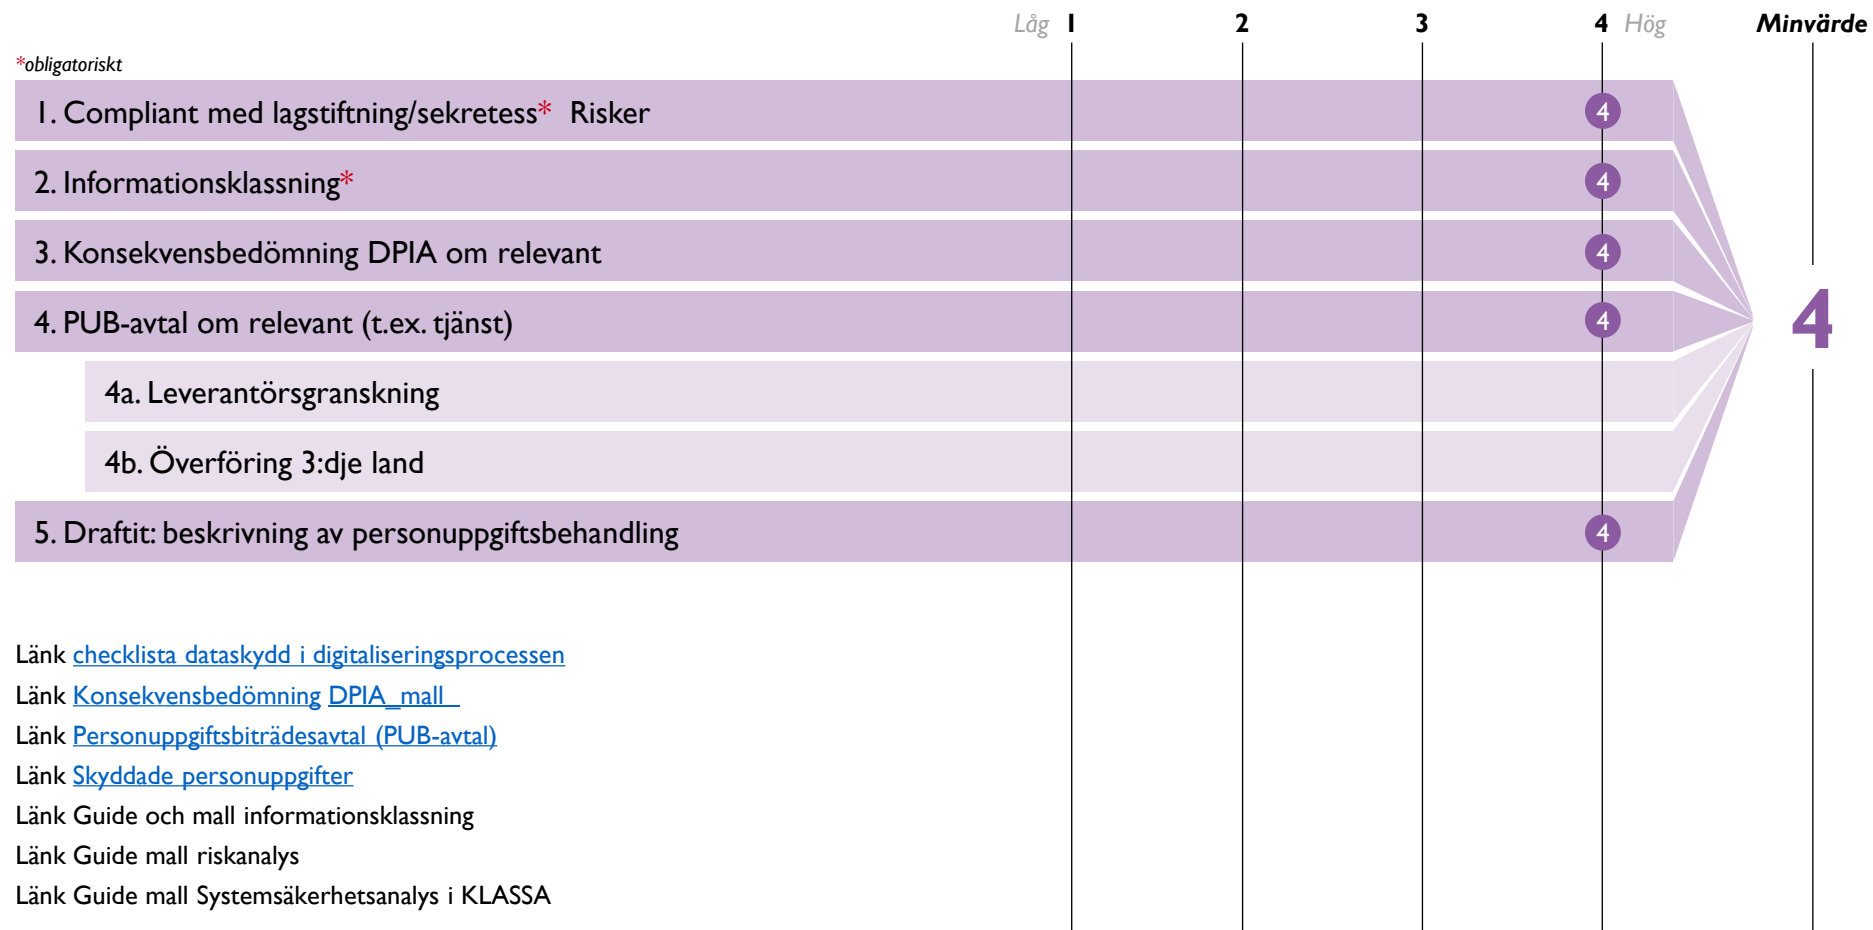 Låg 1 2 3 4 Hög Minvärde
*obligatoriskt
1. Compliant med lagstiftning/sekretess* Risker 4
2. Informationsklassning* 4
3. Konsekvensbedömning DPIA om relevant 4
4. PUB-avtal om relevant (t.ex. tjänst) 4
4
4a. Leverantörsgranskning
4b. Överföring 3:dje land
5. Draftit: beskrivning av personuppgiftsbehandling 4
Länk checklista dataskydd i digitaliseringsprocessen
Länk Konsekvensbedömning DPIA_mall
Länk Personuppgiftsbiträdesavtal (PUB-avtal)
Länk Skyddade personuppgifter
Länk Guide och mall informationsklassning
Länk Guide mall riskanalys
Länk Guide mall Systemsäkerhetsanalys i KLASSA